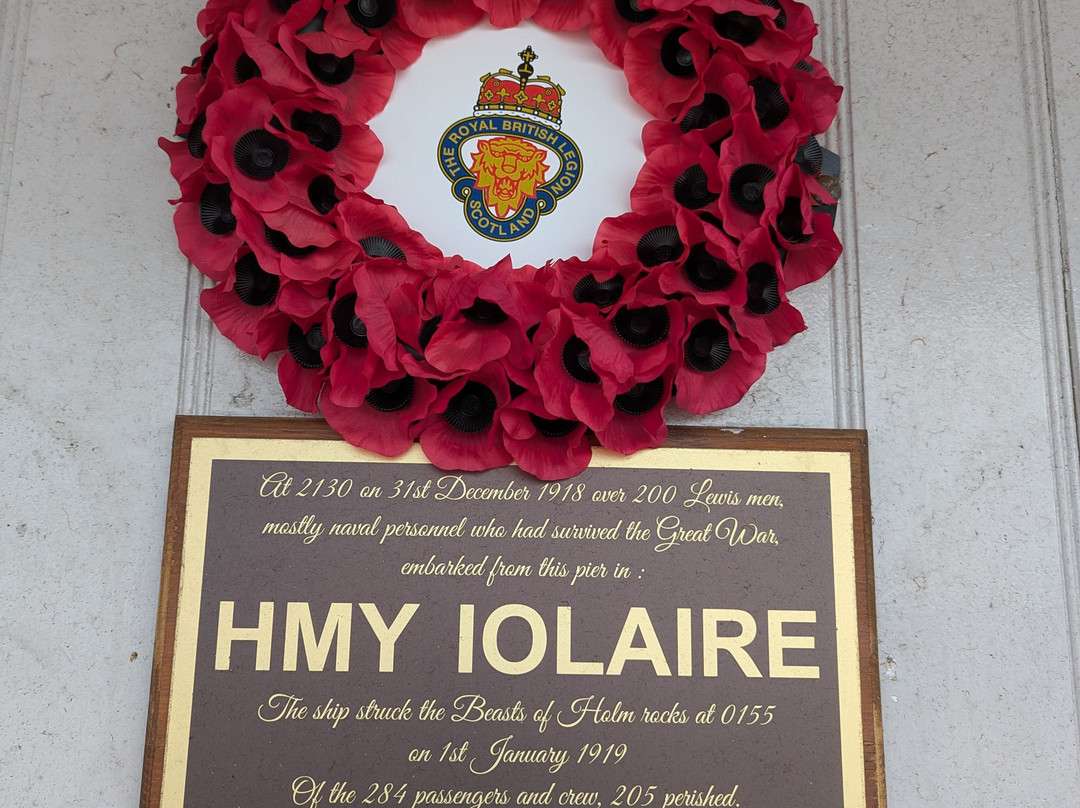 THE ROYAL BRITISH LEGION
SCOTLAND
At 2130 on 31st December 1918 over 200 Lewis men,
mostly naval personnel who had survived the Great War,
embarked from this pier in :
HMY IOLAIRE
The ship struck the Beasts of Holm rocks at 0155
on 1st January 1919
Of the 284 passengers and crew, 205 perished.